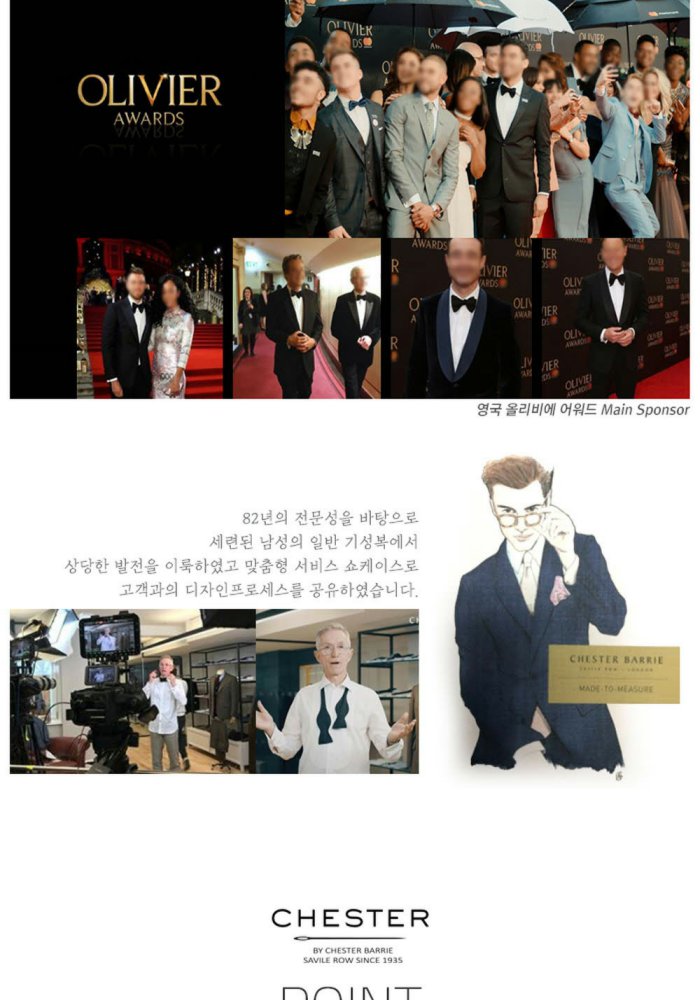 OLIVIER
AWARDS
영국 올리비에 어워드 Main Sponsor
82년의 전문성을 바탕으로
세련된 남성의 일반 기성복에서
상당한 발전을 이룩하였고 맞춤형 서비스 쇼케이스로
고객과의 디자인프로세스를 공유하였습니다.
CHESTER BARRIE
SAVILE ROW · LONDON
MADE-TO-MEASURE
CHESTER
BY CHESTER BARRIE
SAVILE ROW SINCE 1935
POINT